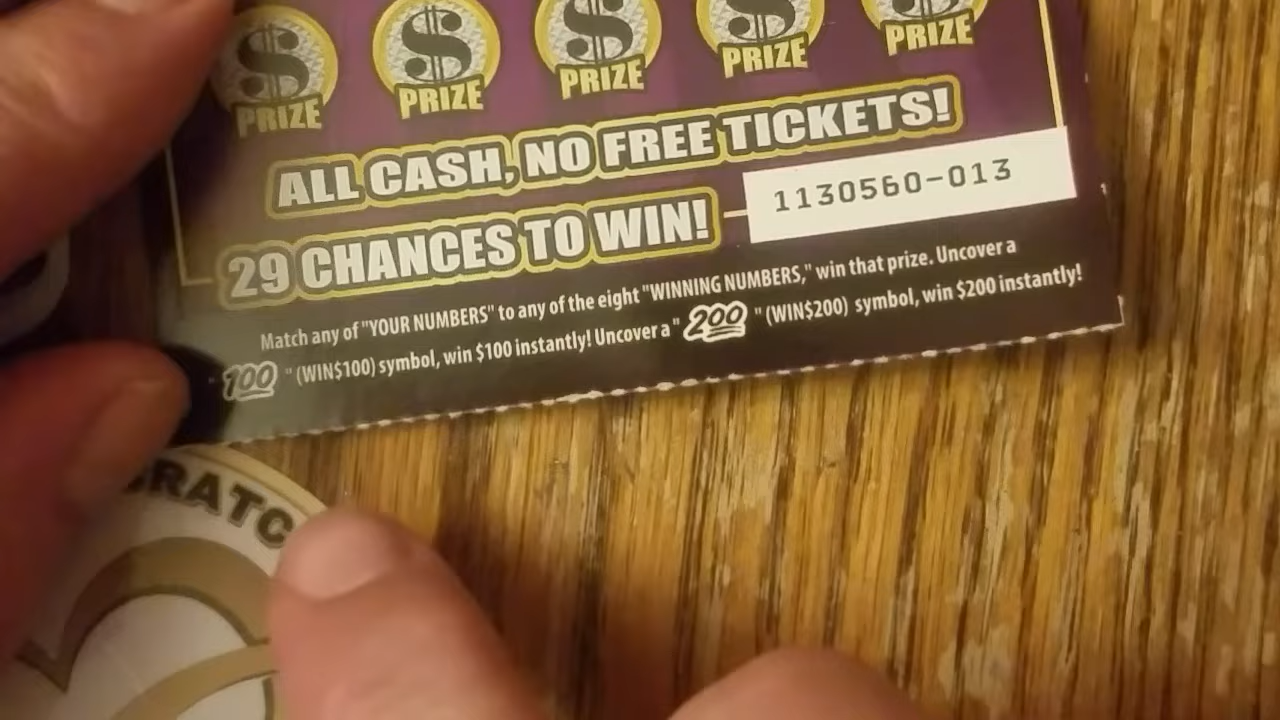 $ $ $ $ $
PRIZE PRIZE PRIZE PRIZE PRIZE
ALL CASH, NO FREE TICKETS!
29 CHANCES TO WIN!
1130560-013
Match any of "YOUR NUMBERS" to any of the eight "WINNING NUMBERS," win that prize. Uncover a
"100" (WIN$100) symbol, win $100 instantly! Uncover a "200" (WIN$200) symbol, win $200 instantly!